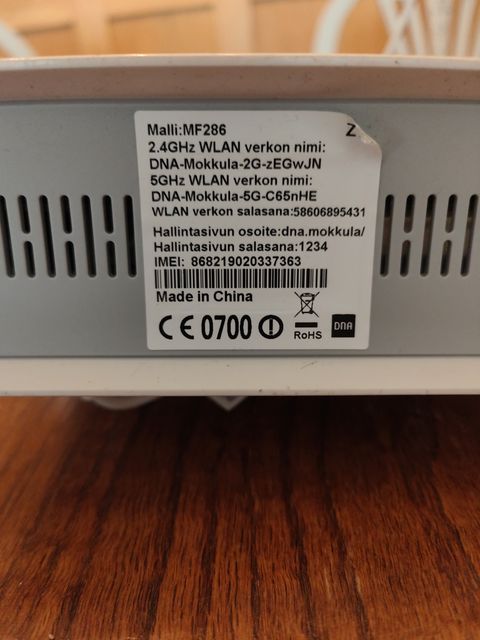 Malli:MF286 Z
2.4GHz WLAN verkon nimi:
DNA-Mokkula-2G-zEGwJN
5GHz WLAN verkon nimi:
DNA-Mokkula-5G-C65nHE
WLAN verkon salasana:58606895431
Hallintasivun osoite:dna.mokkula/
Hallintasivun salasana:1234
IMEI: 868219020337363
Made in China
CE 0700
RoHS
DNA